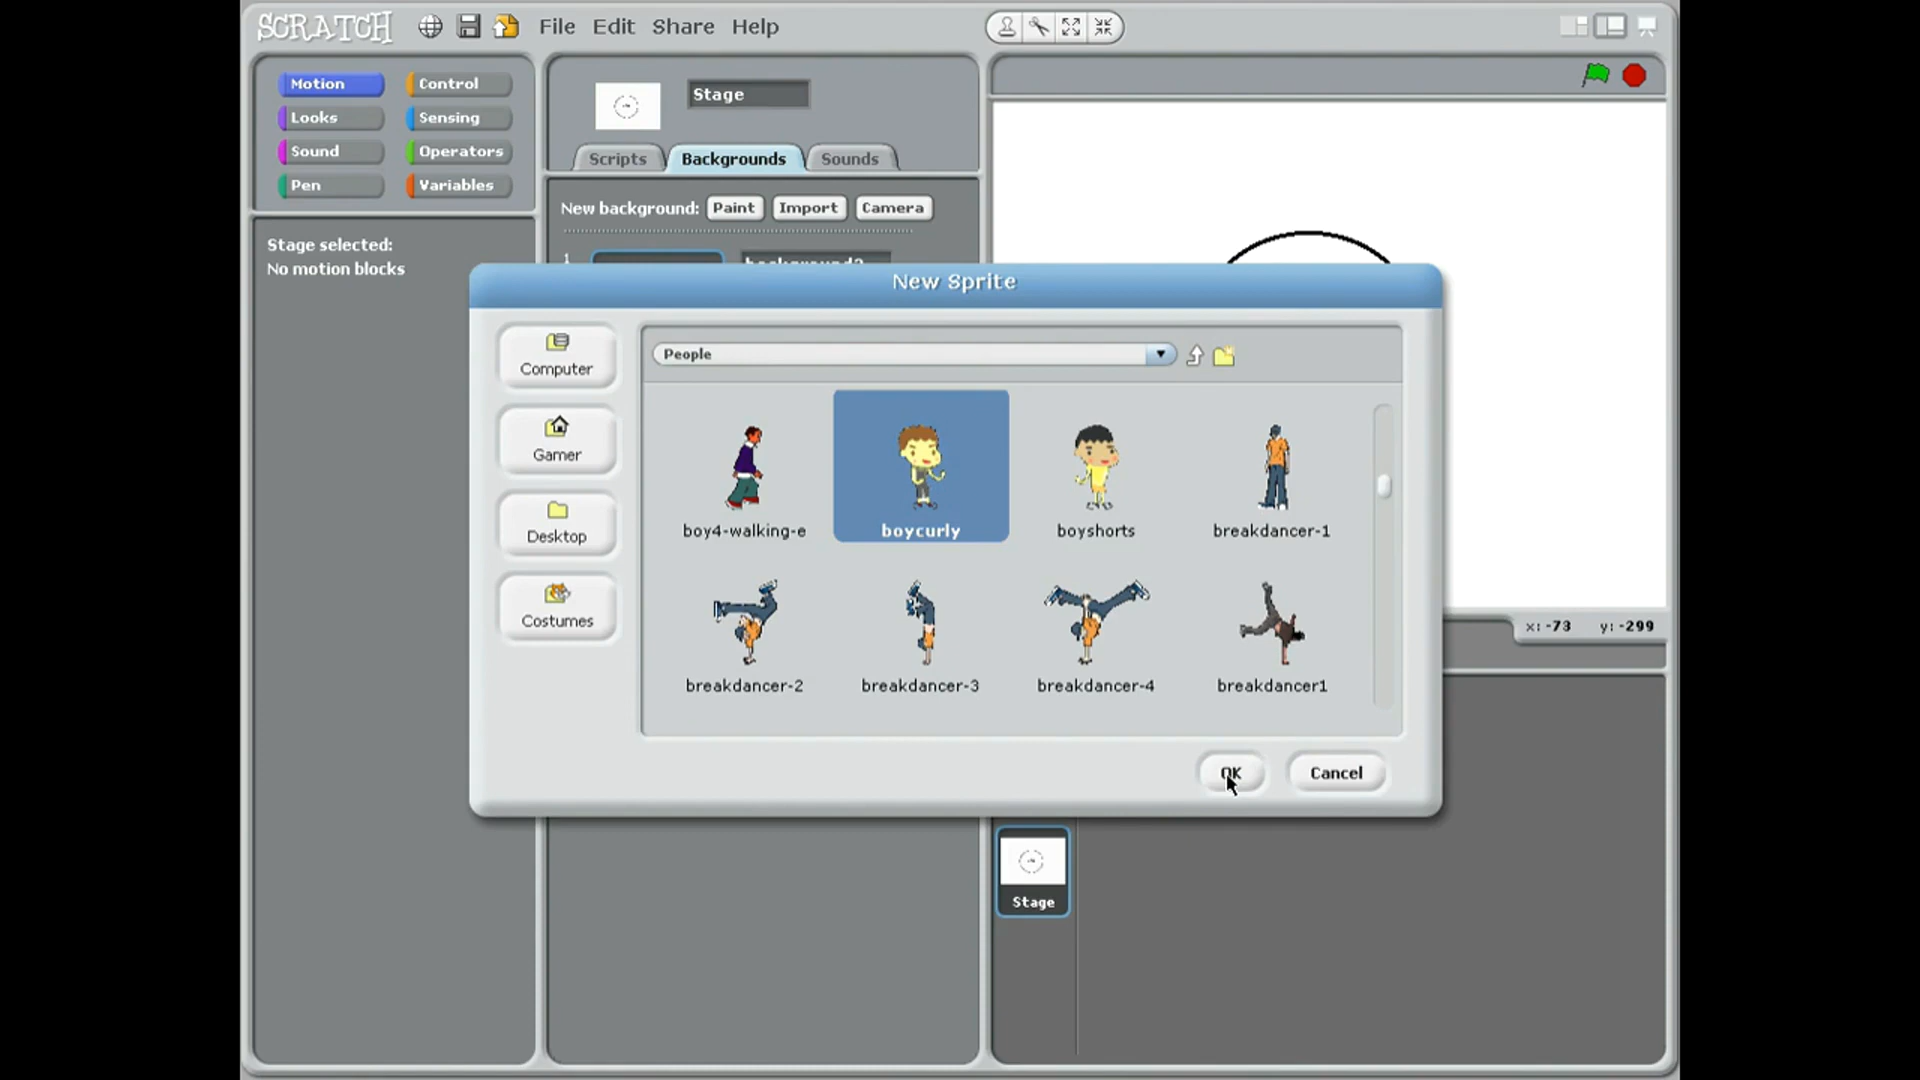 SCRATCH File Edit Share Help
Motion Control
Looks Sensing
Sound Operators
Pen Variables
Stage selected:
No motion blocks
Stage
Scripts Backgrounds Sounds
New background: Paint Import Camera
1 background2
New Sprite
Computer
Gamer
Desktop
Costumes
People
boy4-walking-e boycurly boyshorts breakdancer-1
breakdancer-2 breakdancer-3 breakdancer-4 breakdancer1
OK Cancel
x: -73 y: -299
Stage